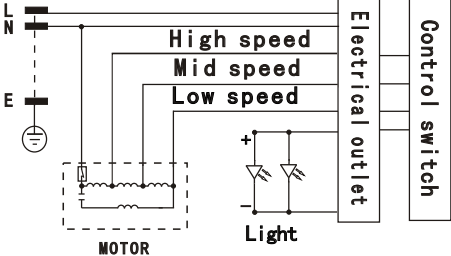 L
N
E
High speed
Mid speed
Low speed
+
−
Light
MOTOR
Electrical outlet
Control switch